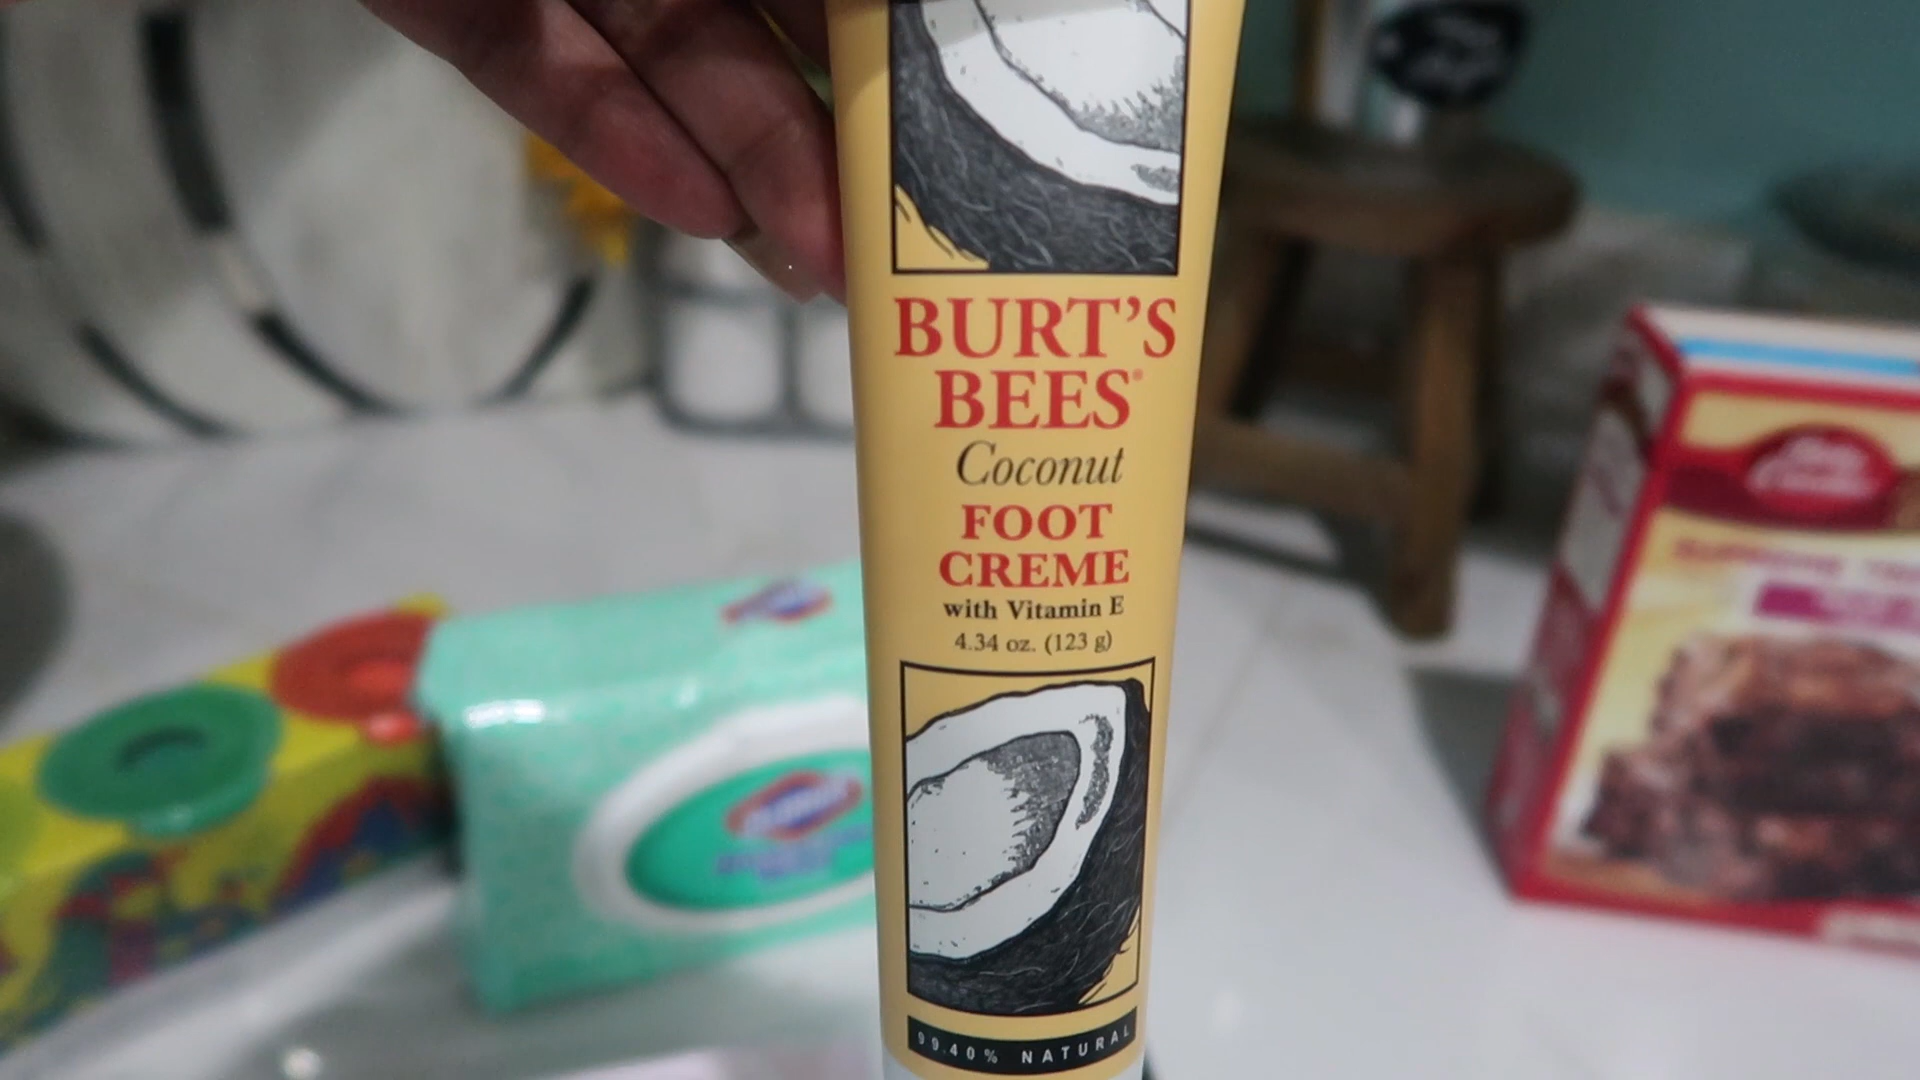 BURT'S
BEES®
Coconut
FOOT
CREME
with Vitamin E
4.34 oz. (123 g)
99.40% NATURAL